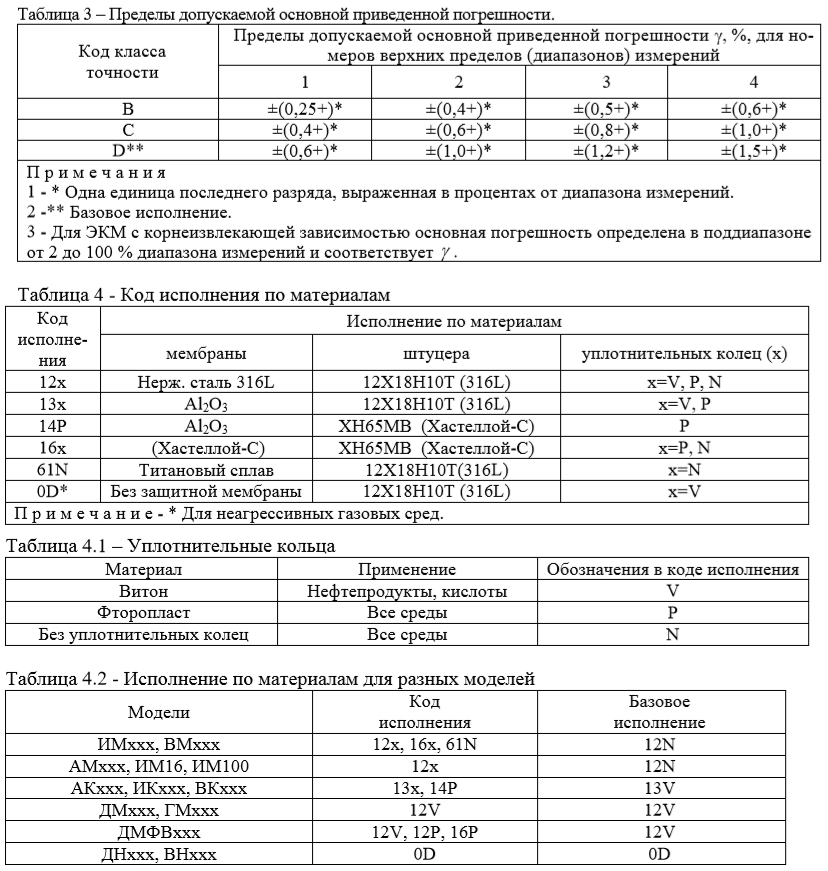 Таблица 3 – Пределы допускаемой основной приведенной погрешности.
Код класса точности
Пределы допускаемой основной приведенной погрешности γ, %, для но-
меров верхних пределов (диапазонов) измерений
1 2 3 4
B ±(0,25+)* ±(0,4+)* ±(0,5+)* ±(0,6+)*
C ±(0,4+)* ±(0,6+)* ±(0,8+)* ±(1,0+)*
D** ±(0,6+)* ±(1,0+)* ±(1,2+)* ±(1,5+)*
П р и м е ч а н и я
1 - * Одна единица последнего разряда, выраженная в процентах от диапазона измерений.
2 -** Базовое исполнение.
3 - Для ЭКМ с корнеизвлекающей зависимостью основная погрешность определена в поддиапазоне
от 2 до 100 % диапазона измерений и соответствует γ .
Таблица 4 - Код исполнения по материалам
Код
исполне-
ния
Исполнение по материалам
мембраны штуцера уплотнительных колец (x)
12x Нерж. сталь 316L 12Х18Н10Т (316L) x=V, P, N
13x Al₂O₃ 12Х18Н10Т (316L) x=V, P
14P Al₂O₃ ХН65МВ (Хастеллой-С) P
16x (Хастеллой-С) ХН65МВ (Хастеллой-С) x=P, N
61N Титановый сплав 12Х18Н10Т(316L) x=N
0D* Без защитной мембраны 12Х18Н10Т (316L) x=V
П р и м е ч а н и е - * Для неагрессивных газовых сред.
Таблица 4.1 – Уплотнительные кольца
Материал Применение Обозначения в коде исполнения
Витон Нефтепродукты, кислоты V
Фторопласт Все среды P
Без уплотнительных колец Все среды N
Таблица 4.2 - Исполнение по материалам для разных моделей
Модели
Код
исполнения
Базовое
исполнение
ИМxxx, ВМxxx 12x, 16x, 61N 12N
АМxxx, ИМ16, ИМ100 12x 12N
АКxxx, ИКxxx, ВКxxx 13x, 14P 13V
ДМxxx, ГМxxx 12V 12V
ДМФВxxx 12V, 12P, 16P 12V
ДНxxx, ВНxxx 0D 0D